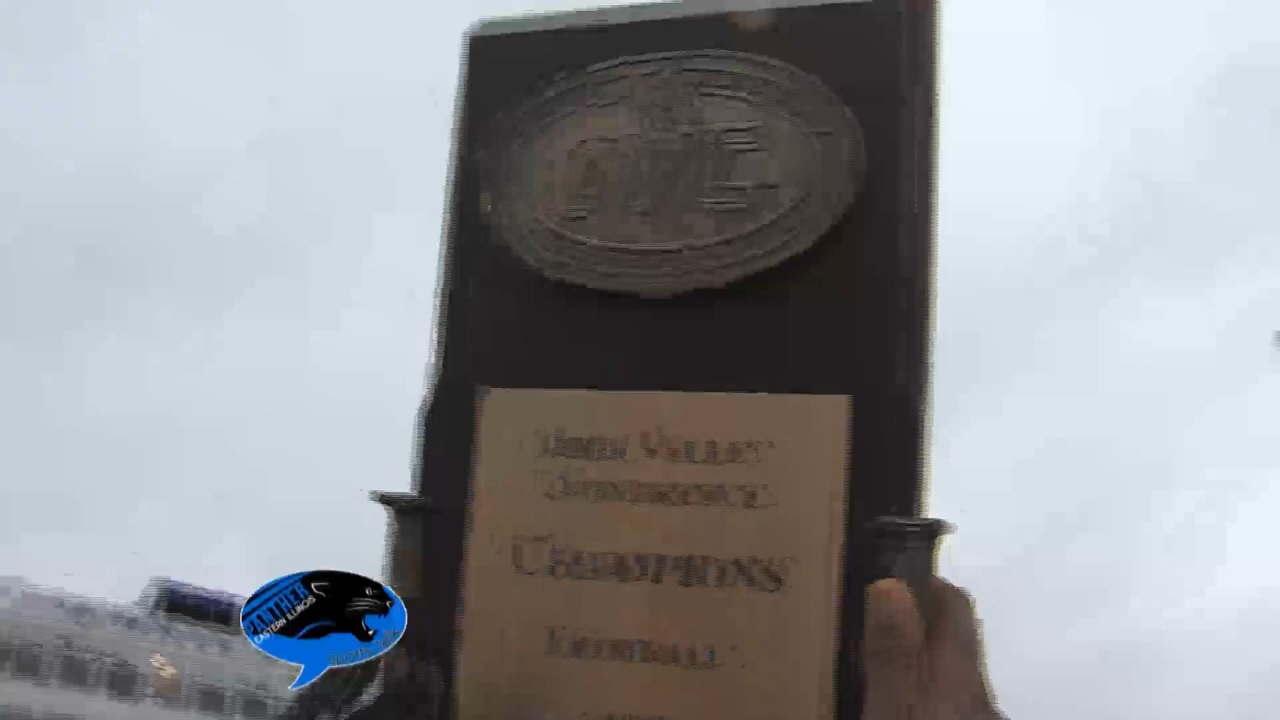 OVC
Ohio Valley
Conference
Champions
Football
PANTHER
EASTERN ILLINOIS